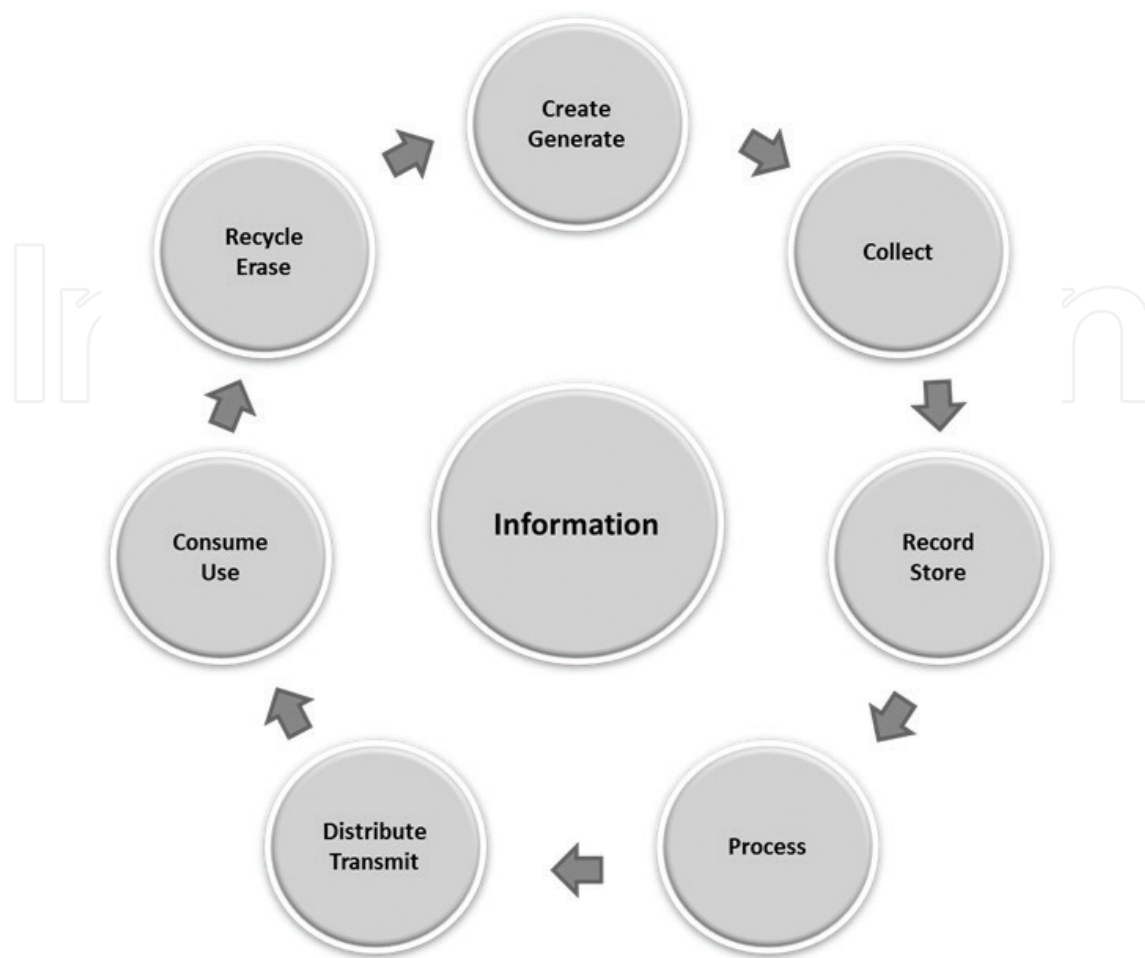 Create
Generate
Collect
Record
Store
Process
Distribute
Transmit
Consume
Use
Recycle
Erase
Information